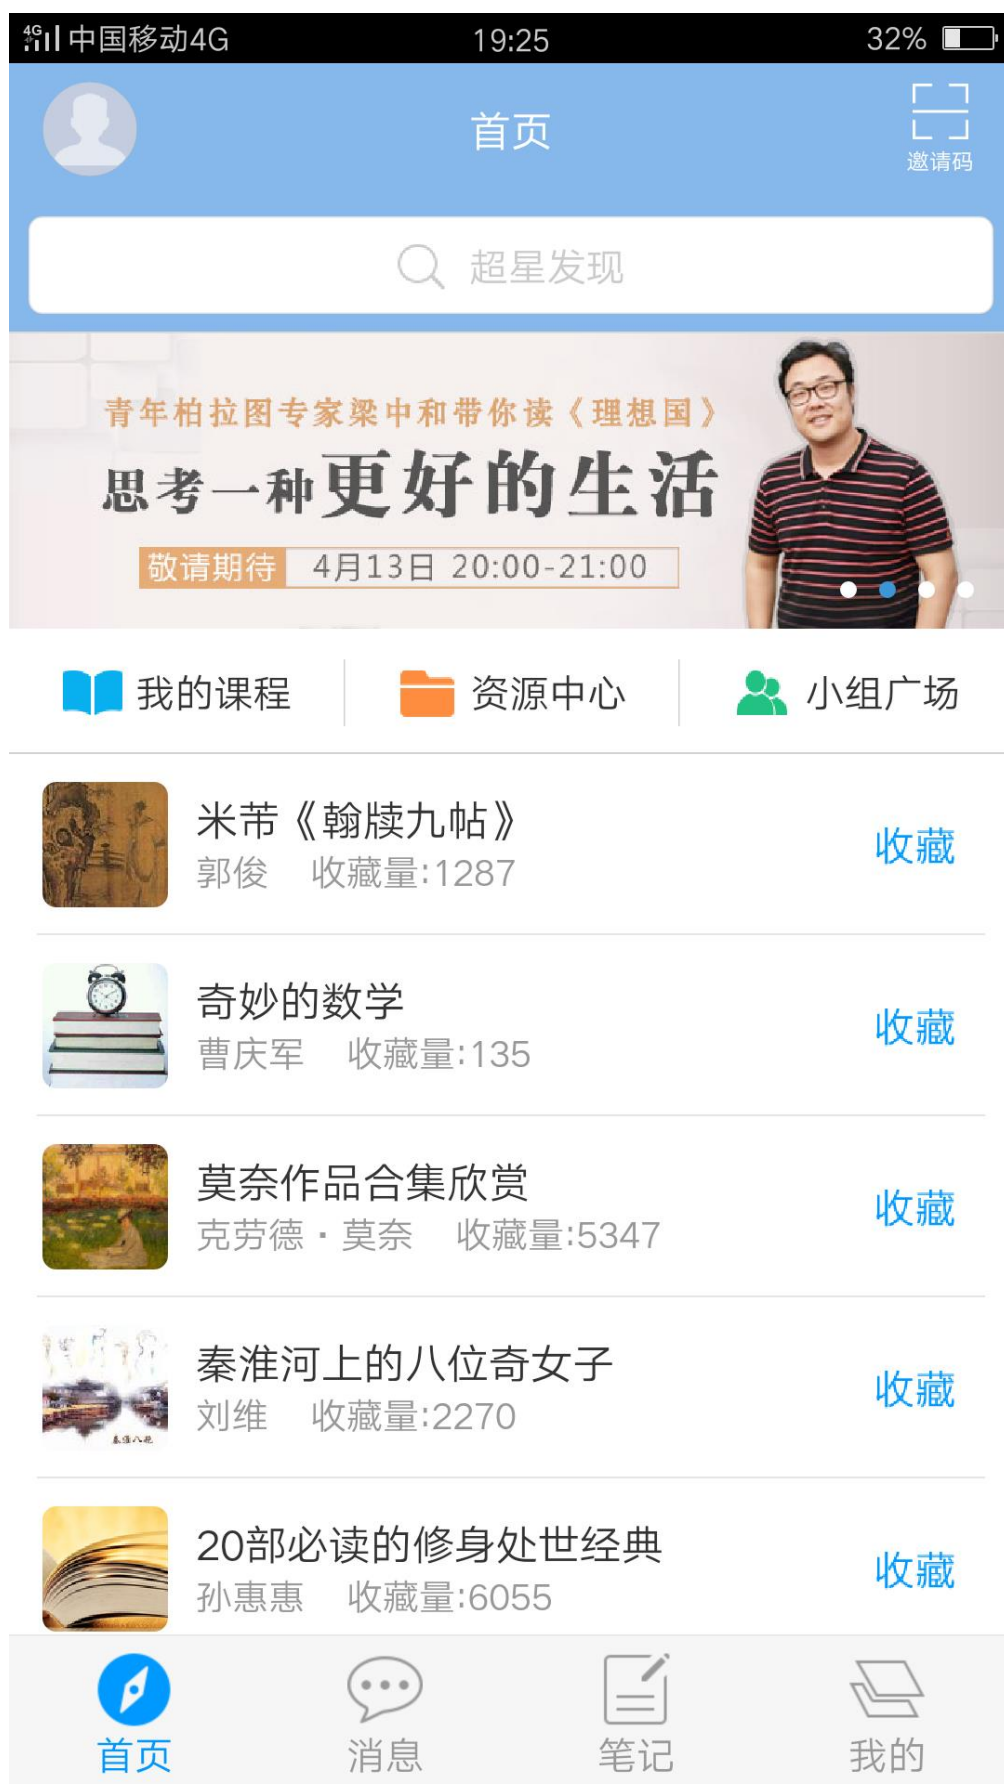 4G 中国移动4G 19:25 32%
首页
邀请码
超星发现
青年柏拉图专家梁中和带你读《理想国》
思考一种更好的生活
敬请期待 4月13日 20:00-21:00
我的课程 资源中心 小组广场
米芾《翰牍九帖》
郭俊 收藏量:1287
收藏
奇妙的数学
曹庆军 收藏量:135
收藏
莫奈作品合集欣赏
克劳德·莫奈 收藏量:5347
收藏
秦淮河上的八位奇女子
刘维 收藏量:2270
收藏
秦淮八艳
20部必读的修身处世经典
孙惠惠 收藏量:6055
收藏
首页 消息 笔记 我的